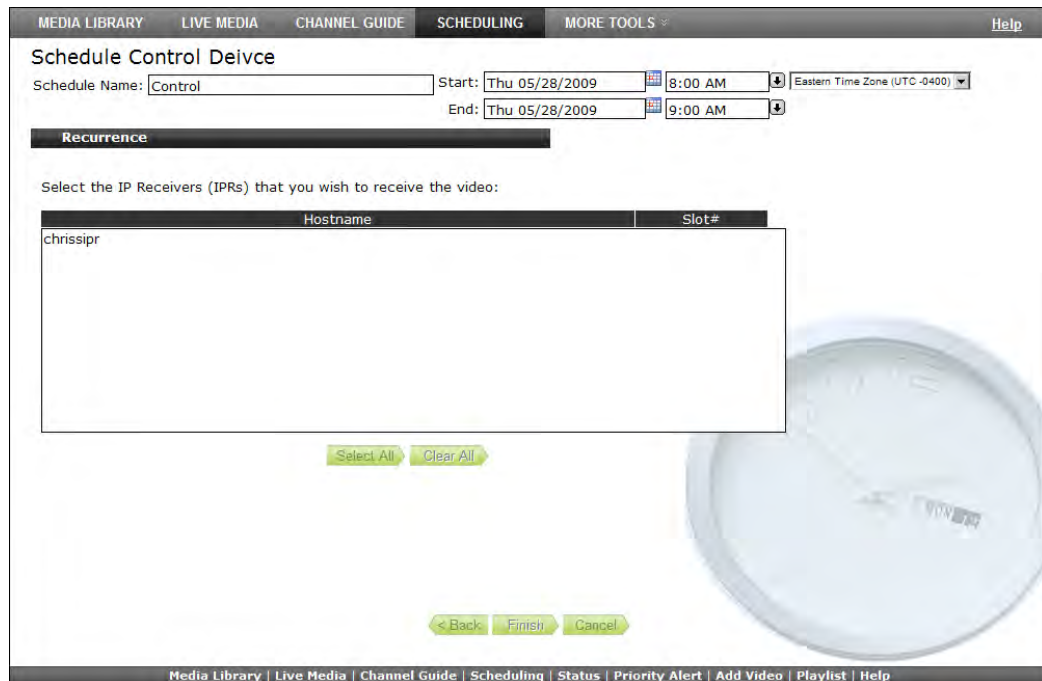 MEDIA LIBRARY LIVE MEDIA CHANNEL GUIDE SCHEDULING MORE TOOLS Help
Schedule Control Deivce
Schedule Name: Control Start: Thu 05/28/2009 8:00 AM Eastern Time Zone (UTC -0400)
End: Thu 05/28/2009 9:00 AM
Recurrence
Select the IP Receivers (IPRs) that you wish to receive the video:
Hostname Slot#
chrissipr
Select All Clear All
MON
< Back Finish Cancel
Media Library | Live Media | Channel Guide | Scheduling | Status | Priority Alert | Add Video | Playlist | Help